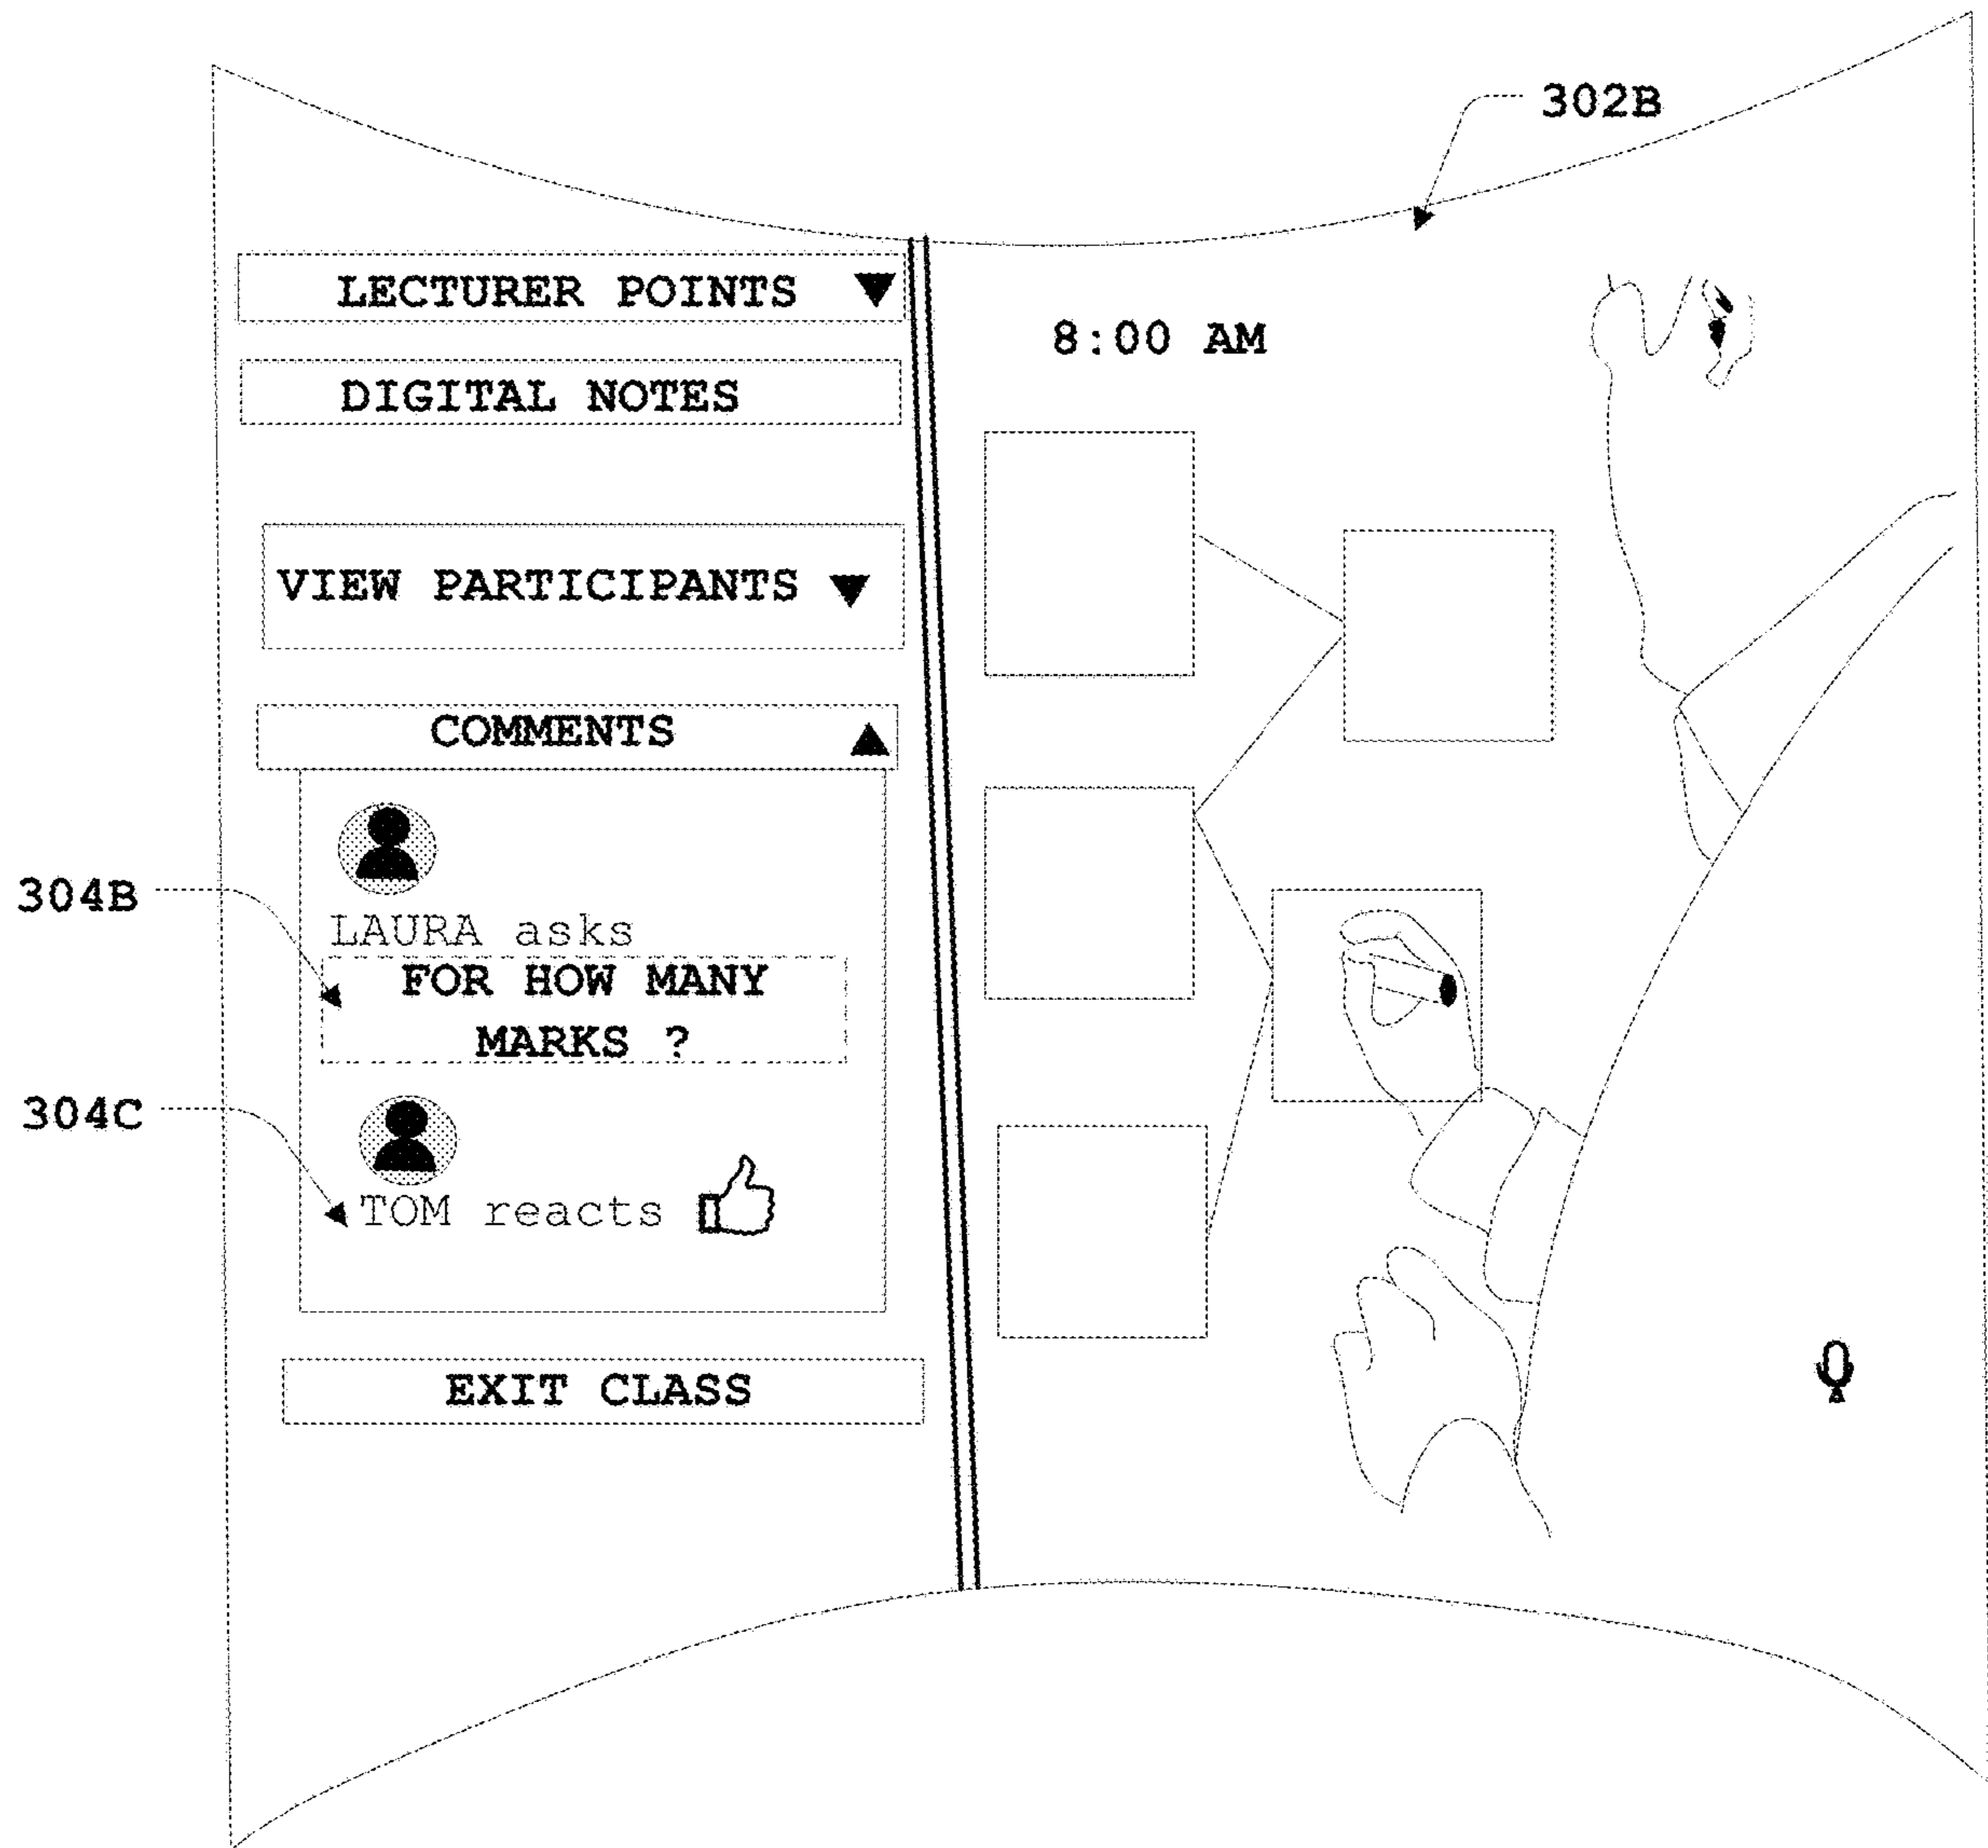 302B
LECTURER POINTS ▼
DIGITAL NOTES
VIEW PARTICIPANTS ▼
COMMENTS ▲
304B
LAURA asks
FOR HOW MANY
MARKS ?
304C
TOM reacts
EXIT CLASS
8:00 AM